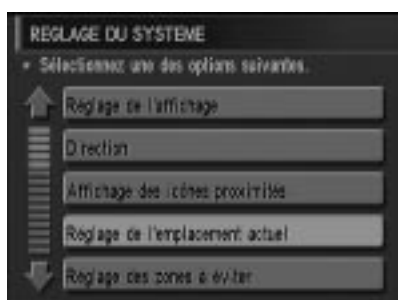 REGLAGE DU SYSTEME
• Sélectionnez une des options suivantes.
Réglage de l'affichage
Direction
Affichage des icônes proximités
Réglage de l'emplacement actuel
Réglage des zones à éviter